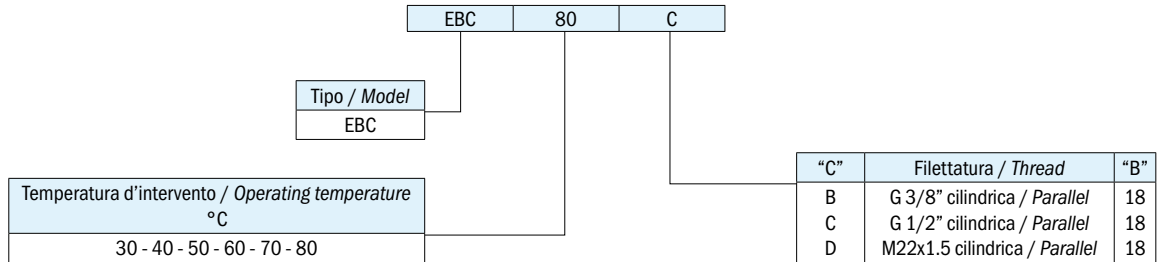 EBC 80 C
Tipo / Model
EBC
Temperatura d'intervento / Operating temperature
°C
30 - 40 - 50 - 60 - 70 - 80
“C” Filettatura / Thread “B”
B G 3/8” cilindrica / Parallel 18
C G 1/2” cilindrica / Parallel 18
D M22x1.5 cilindrica / Parallel 18